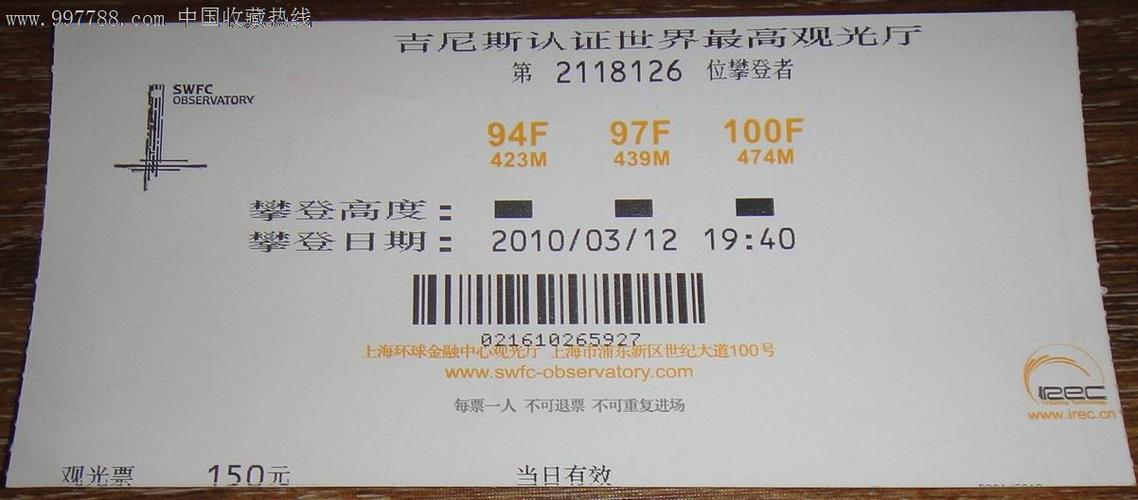 www.997788.com 中国收藏热线
吉尼斯认证世界最高观光厅
第 2118126 位攀登者
SWFC
OBSERVATORY
94F 97F 100F
423M 439M 474M
攀登高度:
攀登日期: 2010/03/12 19:40
021610265927
上海环球金融中心观光厅 上海市浦东新区世纪大道100号
www.swfc-observatory.com
每票一人 不可退票 不可重复进场
IREC
Ticketing Technology
www.irec.cn
观光票 150元 当日有效